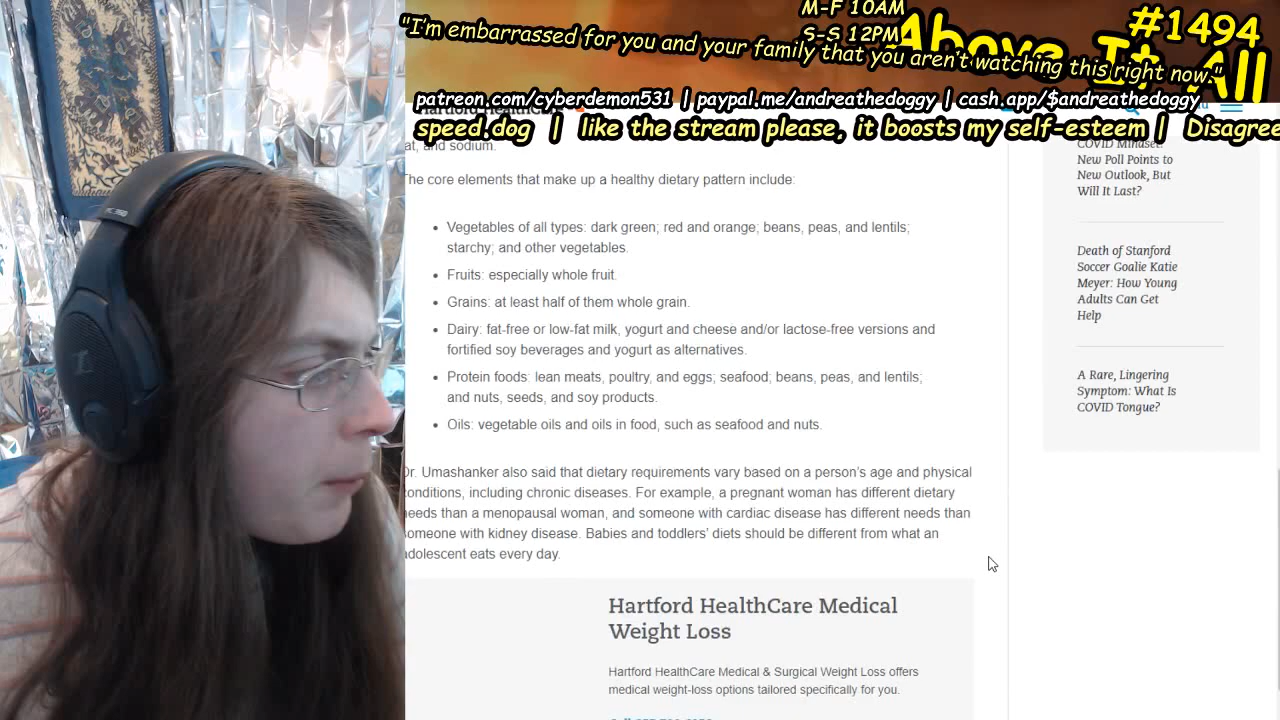 M-F 10AM
S-S 12PM
#1494
Above It All
"I'm embarrassed for you and your family that you aren't watching this right now."
patreon.com/cyberdemon531 | paypal.me/andreathedoggy | cash.app/$andreathedoggy
Hartford HealthCare
speed.dog | like the stream please, it boosts my self-esteem | Disagree
at, and sodium.
The core elements that make up a healthy dietary pattern include:
• Vegetables of all types: dark green; red and orange; beans, peas, and lentils;
starchy; and other vegetables.
• Fruits: especially whole fruit.
• Grains: at least half of them whole grain.
• Dairy: fat-free or low-fat milk, yogurt and cheese and/or lactose-free versions and
fortified soy beverages and yogurt as alternatives.
• Protein foods: lean meats, poultry, and eggs; seafood; beans, peas, and lentils;
and nuts, seeds, and soy products.
• Oils: vegetable oils and oils in food, such as seafood and nuts.
Dr. Umashanker also said that dietary requirements vary based on a person's age and physical
conditions, including chronic diseases. For example, a pregnant woman has different dietary
needs than a menopausal woman, and someone with cardiac disease has different needs than
someone with kidney disease. Babies and toddlers' diets should be different from what an
adolescent eats every day.
Hartford HealthCare Medical
Weight Loss
Hartford HealthCare Medical & Surgical Weight Loss offers
medical weight-loss options tailored specifically for you.
COVID Mindset:
New Poll Points to
New Outlook, But
Will It Last?
Death of Stanford
Soccer Goalie Katie
Meyer: How Young
Adults Can Get
Help
A Rare, Lingering
Symptom: What Is
COVID Tongue?